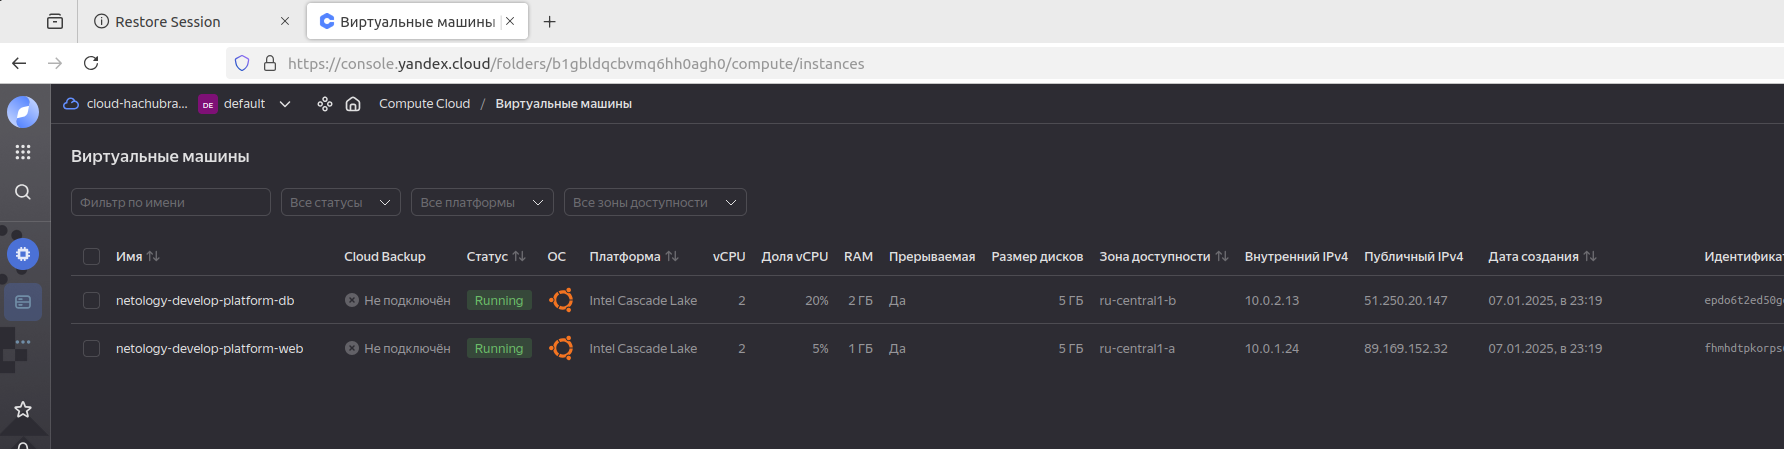 Restore Session
Виртуальные машины
https://console.yandex.cloud/folders/b1gbldqcbvmq6hh0agh0/compute/instances
cloud-hachubra... DE default Compute Cloud / Виртуальные машины
Виртуальные машины
Фильтр по имени Все статусы Все платформы Все зоны доступности
Имя Cloud Backup Статус ОС Платформа vCPU Доля vCPU RAM Прерываемая Размер дисков Зона доступности Внутренний IPv4 Публичный IPv4 Дата создания Идентифика
netology-develop-platform-db Не подключён Running Intel Cascade Lake 2 20% 2 ГБ Да 5 ГБ ru-central1-b 10.0.2.13 51.250.20.147 07.01.2025, в 23:19 epdo6t2ed50g
netology-develop-platform-web Не подключён Running Intel Cascade Lake 2 5% 1 ГБ Да 5 ГБ ru-central1-a 10.0.1.24 89.169.152.32 07.01.2025, в 23:19 fhmhdtpkorps